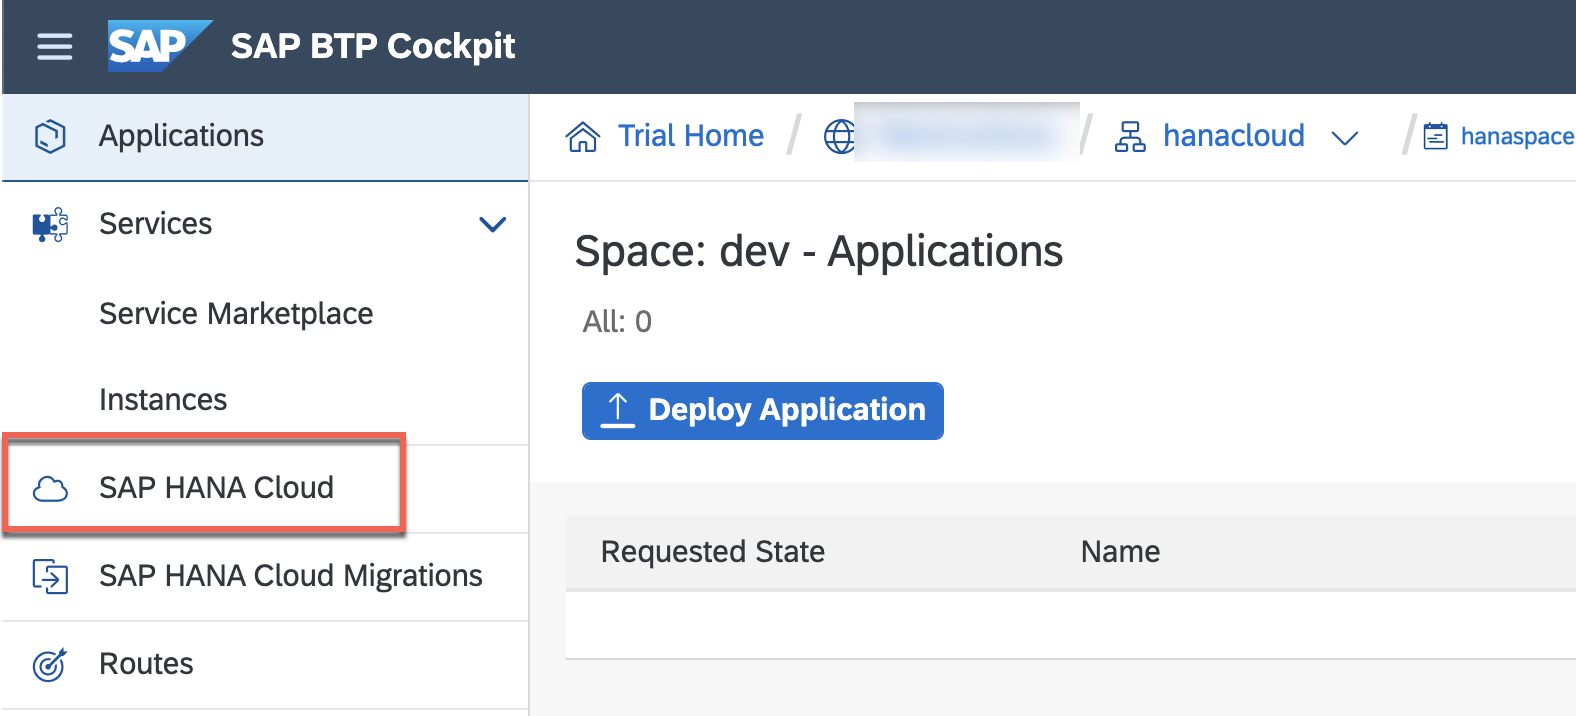 SAP SAP BTP Cockpit
Applications
Services
Service Marketplace
Instances
SAP HANA Cloud
SAP HANA Cloud Migrations
Routes
Trial Home / / hanacloud / hanaspace
Space: dev - Applications
All: 0
Deploy Application
Requested State Name